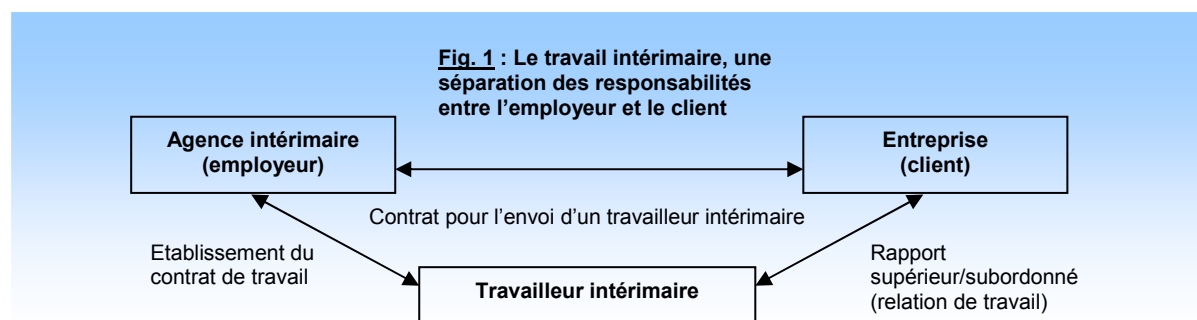 Fig. 1 : Le travail intérimaire, une
séparation des responsabilités
entre l’employeur et le client
Agence intérimaire
(employeur)
Entreprise
(client)
Contrat pour l’envoi d’un travailleur intérimaire
Etablissement du
contrat de travail
Rapport
supérieur/subordonné
(relation de travail)
Travailleur intérimaire